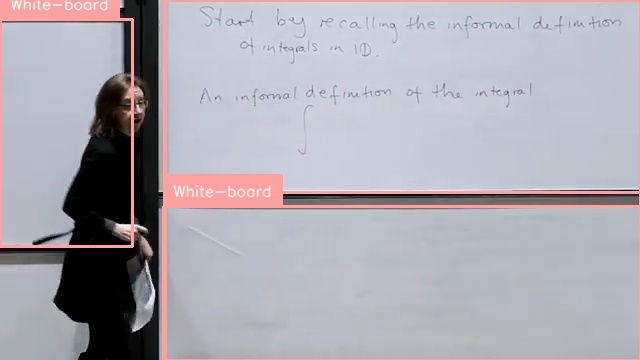 White-board
Start by recalling the informal definition
of integrals in 1D.
An informal definition of the integral
∫
White-board